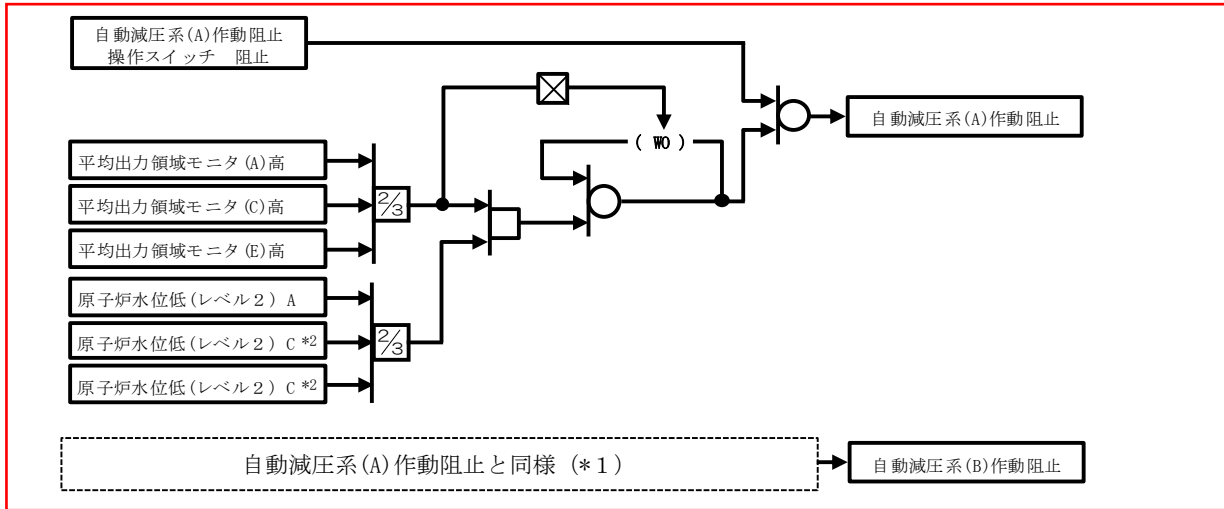 自動減圧系(A)作動阻止
操作スイッチ 阻止
自動減圧系(A)作動阻止
( WO )
平均出力領域モニタ(A)高
平均出力領域モニタ(C)高
2/3
平均出力領域モニタ(E)高
原子炉水位低(レベル2) A
原子炉水位低(レベル2) C *2
2/3
原子炉水位低(レベル2) C *2
自動減圧系(A)作動阻止と同様 (*1)
自動減圧系(B)作動阻止